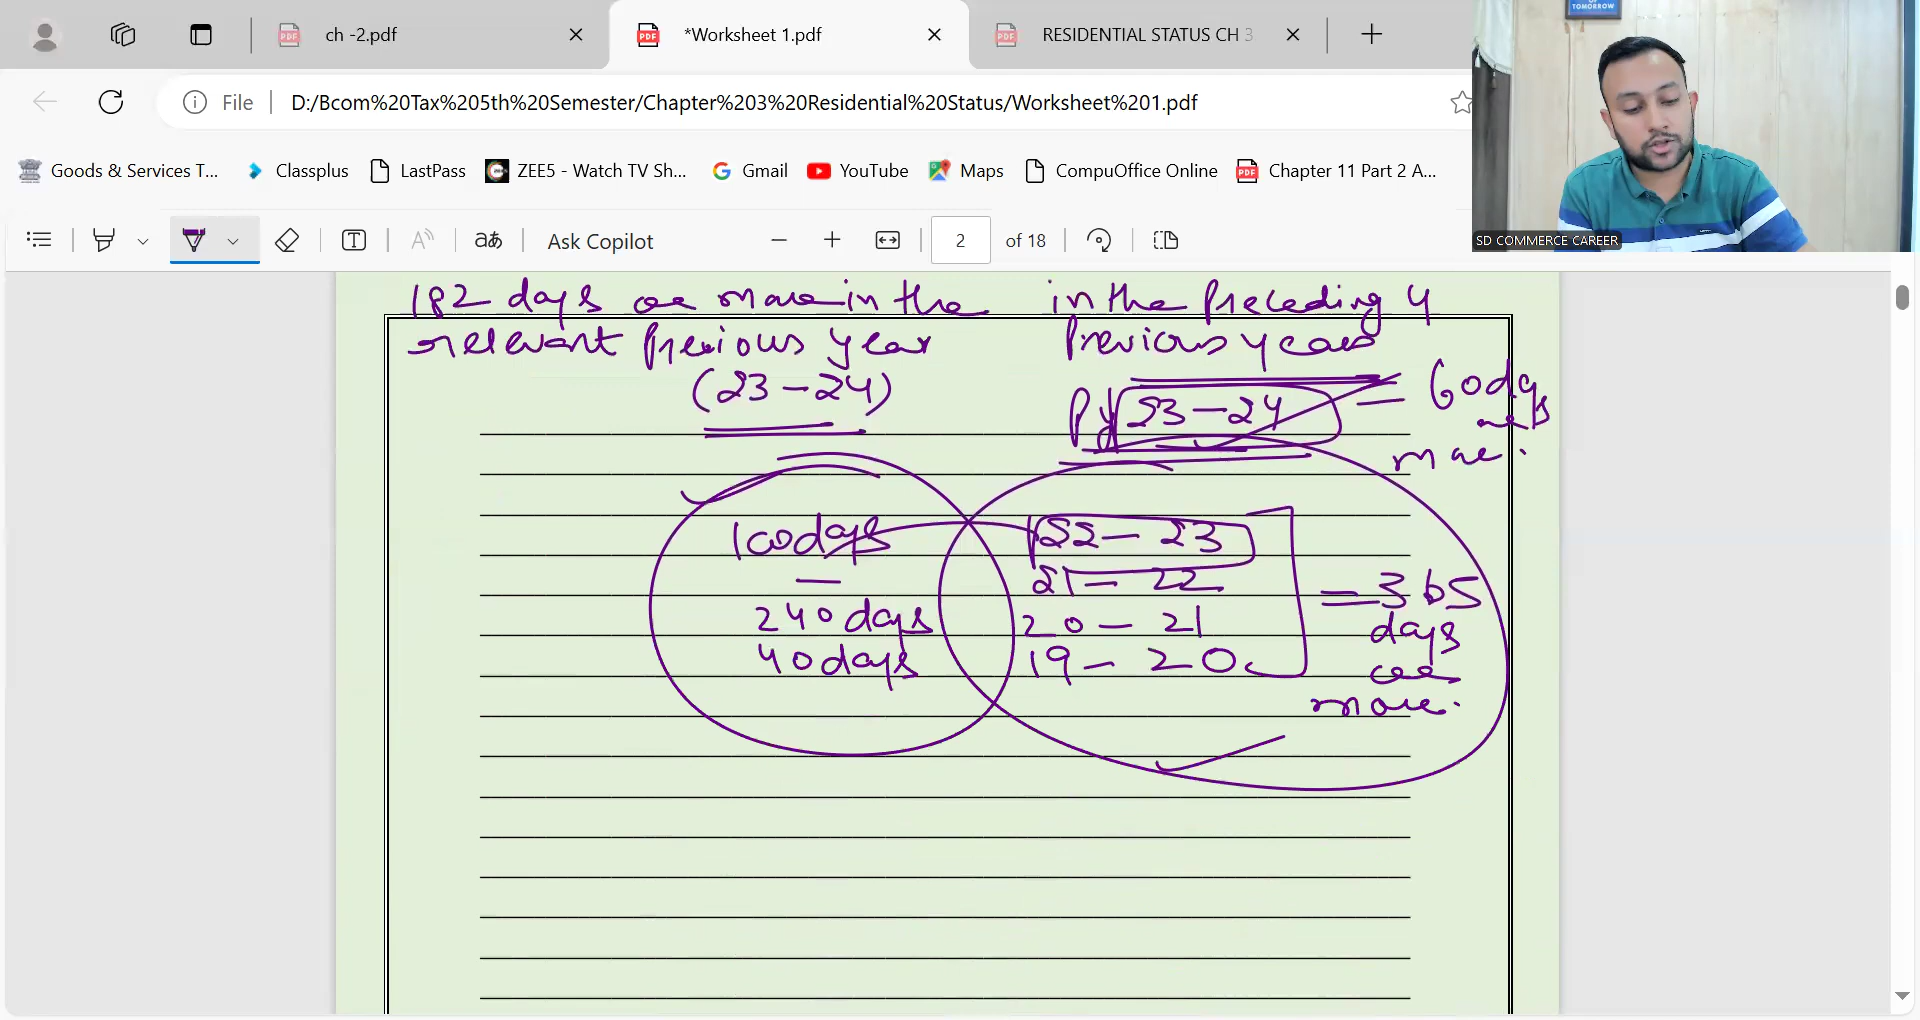 ch -2.pdf
*Worksheet 1.pdf
RESIDENTIAL STATUS CH 3
OF TOMORROW
File
D:/Bcom%20Tax%205th%20Semester/Chapter%203%20Residential%20Status/Worksheet%201.pdf
Goods & Services T...
Classplus
LastPass
ZEE5 - Watch TV Sh...
Gmail
YouTube
Maps
CompuOffice Online
Chapter 11 Part 2 A...
Ask Copilot
2 of 18
SD COMMERCE CAREER
182 days or more in the
relevant Previous year
(23-24)
in the Preceding 4
Previous years
Py 23-24 = 60 days
or
more.
100 days
—
240 days
40 days
22-23
21-22
20-21
19-20
= 365
days
or
more.